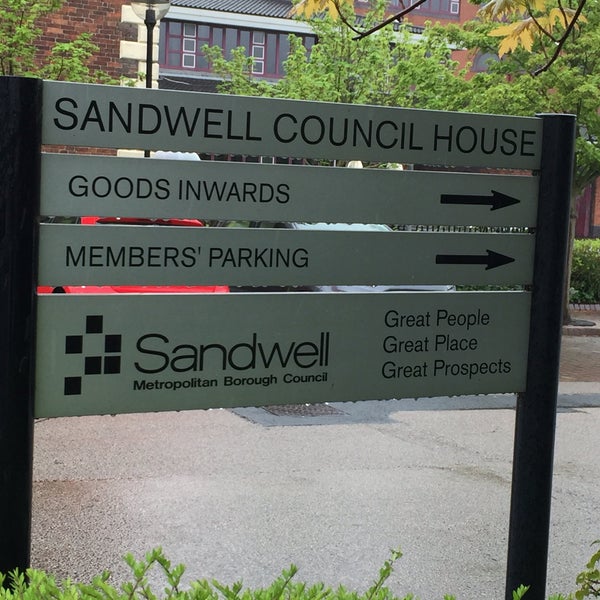 SANDWELL COUNCIL HOUSE
GOODS INWARDS
MEMBERS' PARKING
Sandwell
Metropolitan Borough Council
Great People
Great Place
Great Prospects